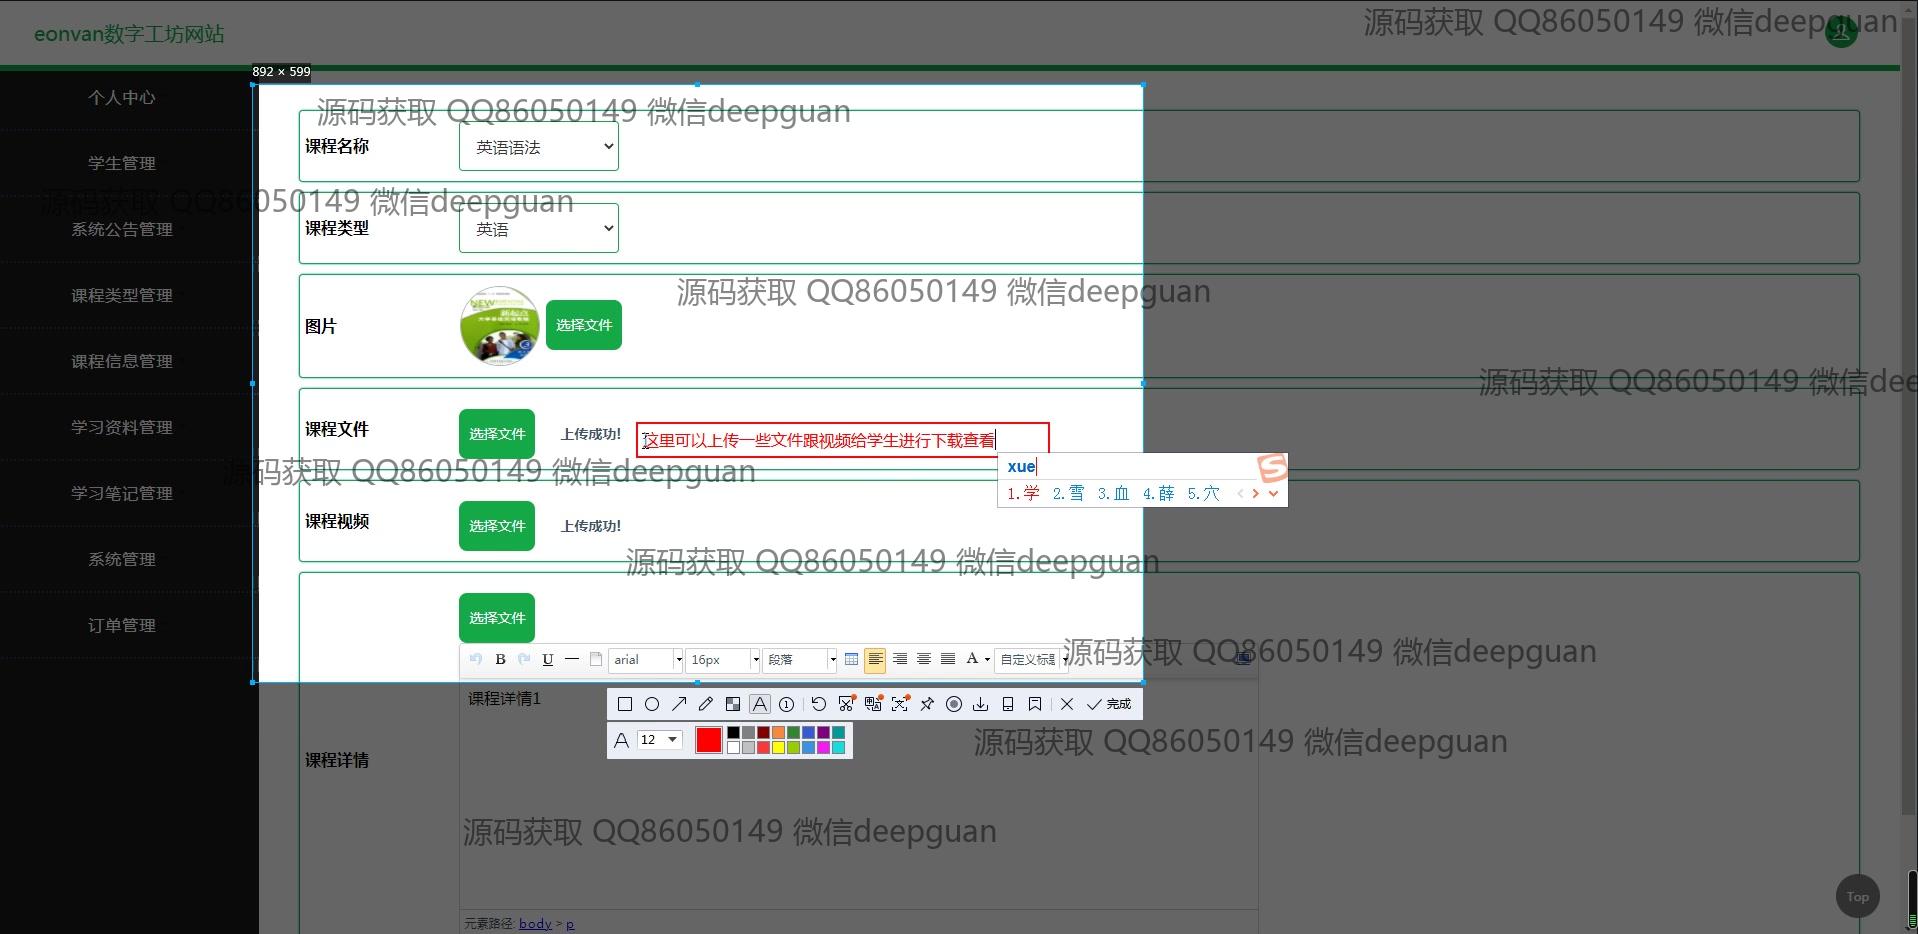 eonvan数字工坊网站
源码获取 QQ86050149 微信deepguan
892 × 599
个人中心
源码获取 QQ86050149 微信deepguan
课程名称
英语语法
学生管理
源码获取 QQ86050149 微信deepguan
系统公告管理
课程类型
英语
源码获取 QQ86050149 微信deepguan
课程类型管理
NEW
新起点
图片
选择文件
课程信息管理
源码获取 QQ86050149 微信dee
学习资料管理
课程文件
选择文件
上传成功!
这里可以上传一些文件跟视频给学生进行下载查看
xue
1.学 2.雪 3.血 4.薛 5.穴
源码获取 QQ86050149 微信deepguan
学习笔记管理
课程视频
选择文件
上传成功!
源码获取 QQ86050149 微信deepguan
系统管理
选择文件
订单管理
源码获取 QQ86050149 微信deepguan
B U arial 16px 段落 A 自定义标题
课程详情1
A 1 完成
A 12
源码获取 QQ86050149 微信deepguan
课程详情
源码获取 QQ86050149 微信deepguan
Top
元素路径: body > p